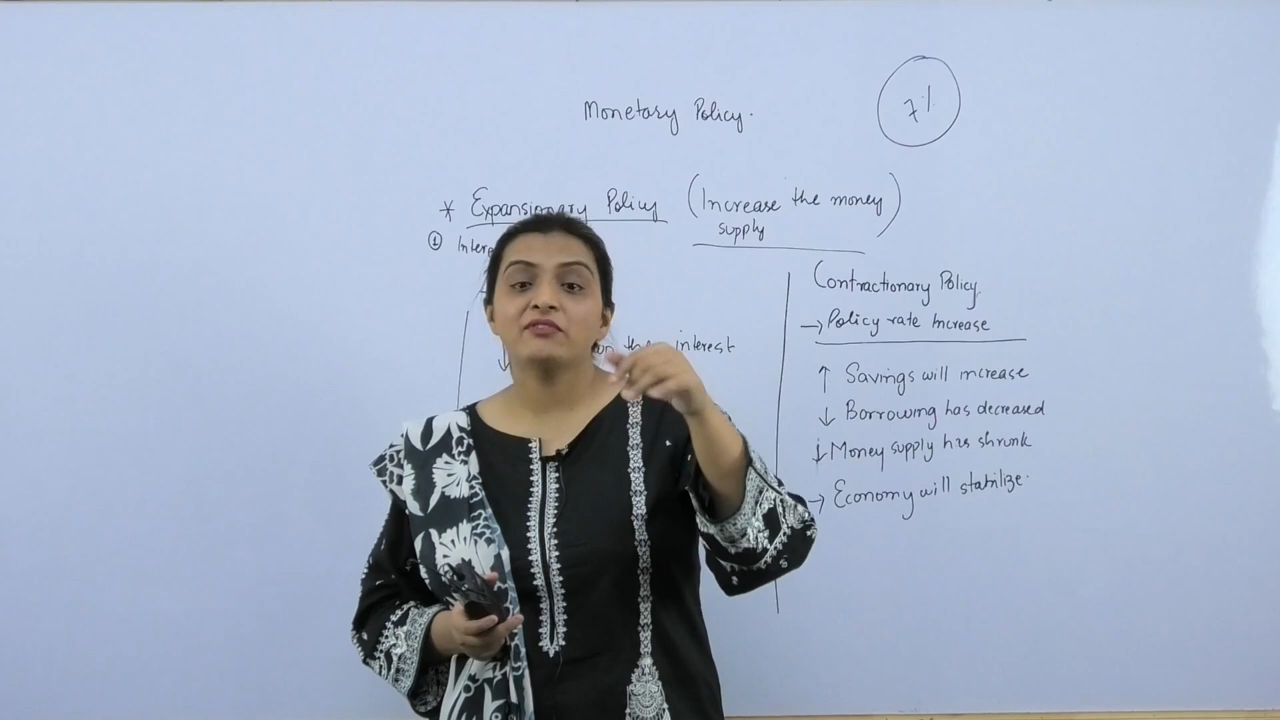 Monetary Policy.
7%
* Expansionary Policy (Increase the money
supply
①
interest
Contractionary Policy.
→ Policy rate Increase
↑ Savings will increase
↓ Borrowing has decreased
↓ Money supply has shrunk
→ Economy will stabilize.